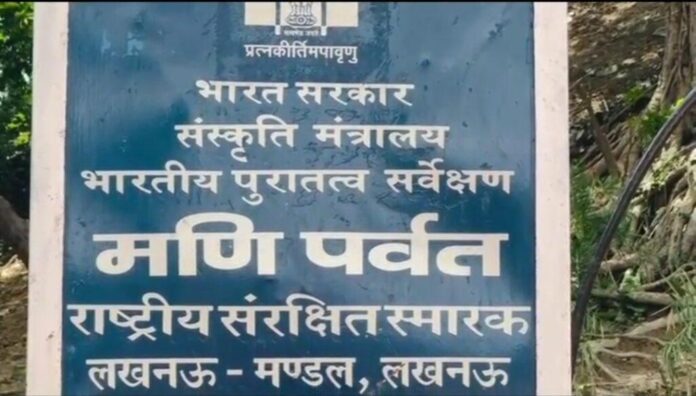 प्रत्नकीर्तिमपावृणु
भारत सरकार
संस्कृति मंत्रालय
भारतीय पुरातत्व सर्वेक्षण
मणि पर्वत
राष्ट्रीय संरक्षित स्मारक
लखनऊ - मण्डल, लखनऊ